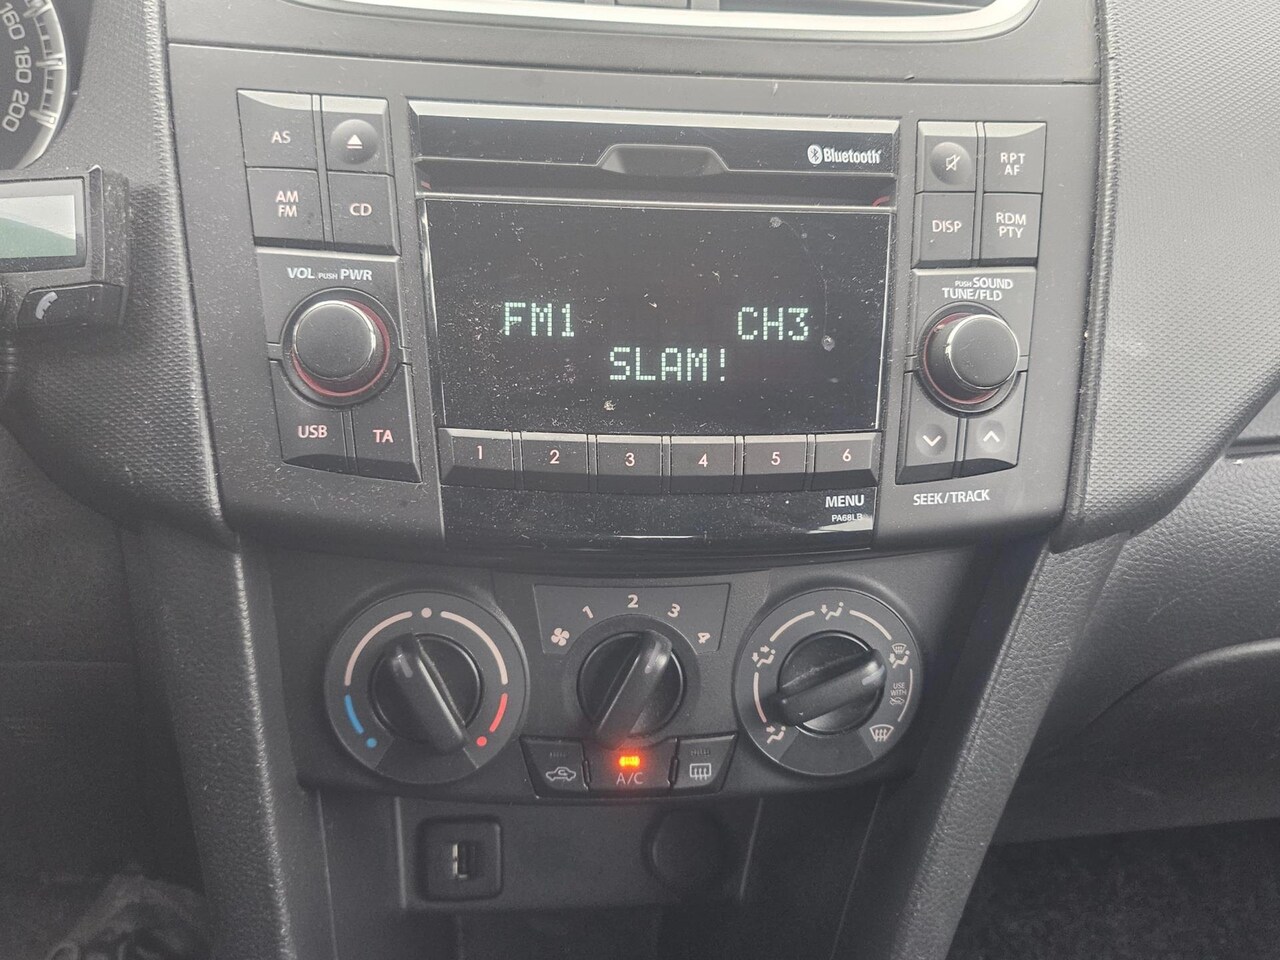 160
180
200
AS
AM
FM
CD
VOL PUSH PWR
USB
TA
Bluetooth®
FM1
CH3
SLAM!
1
2
3
4
5
6
MENU
PA68LB
RPT
AF
DISP
RDM
PTY
PUSH SOUND
TUNE/FLD
SEEK/TRACK
1
2
3
4
USE
WITH
A/C